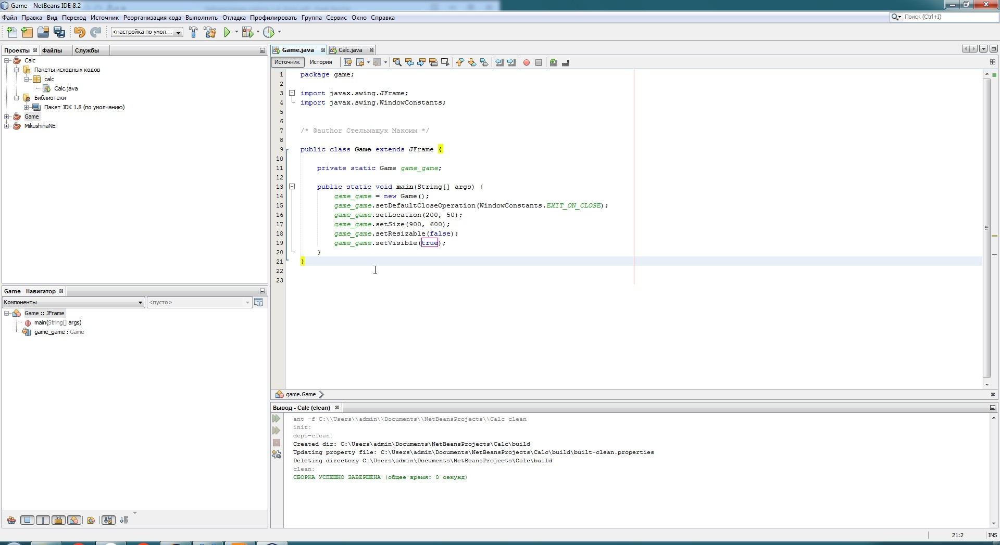 Game - NetBeans IDE 8.2
Файл Правка Вид Переход Источник Реорганизация кода Выполнить Отладка Профилировать Группа Сервис Окно Справка
Поиск (Ctrl+I)
<настройка по умол...
Проекты Файлы Службы
Calc
Пакеты исходных кодов
calc
Calc.java
Библиотеки
Пакет JDK 1.8 (по умолчанию)
Game
MikushinaNE
Game - Навигатор
Компоненты <пусто>
Game :: JFrame
main(String[] args)
game_game : Game
Game.java Calc.java
Источник История
1 package game;
2
3 import javax.swing.JFrame;
4 import javax.swing.WindowConstants;
5
6
7 /* @author Стельмашук Максим */
8
9 public class Game extends JFrame {
10
11 private static Game game_game;
12
13 public static void main(String[] args) {
14 game_game = new Game();
15 game_game.setDefaultCloseOperation(WindowConstants.EXIT_ON_CLOSE);
16 game_game.setLocation(200, 50);
17 game_game.setSize(900, 600);
18 game_game.setResizable(false);
19 game_game.setVisible(true);
20 }
21 }
22
23
game.Game
Вывод - Calc (clean)
ant -f C:\\Users\\admin\\Documents\\NetBeansProjects\\Calc clean
init:
deps-clean:
Created dir: C:\Users\admin\Documents\NetBeansProjects\Calc\build
Updating property file: C:\Users\admin\Documents\NetBeansProjects\Calc\build\built-clean.properties
Deleting directory C:\Users\admin\Documents\NetBeansProjects\Calc\build
clean:
СБОРКА УСПЕШНО ЗАВЕРШЕНА (общее время: 0 секунд)
21:2 INS